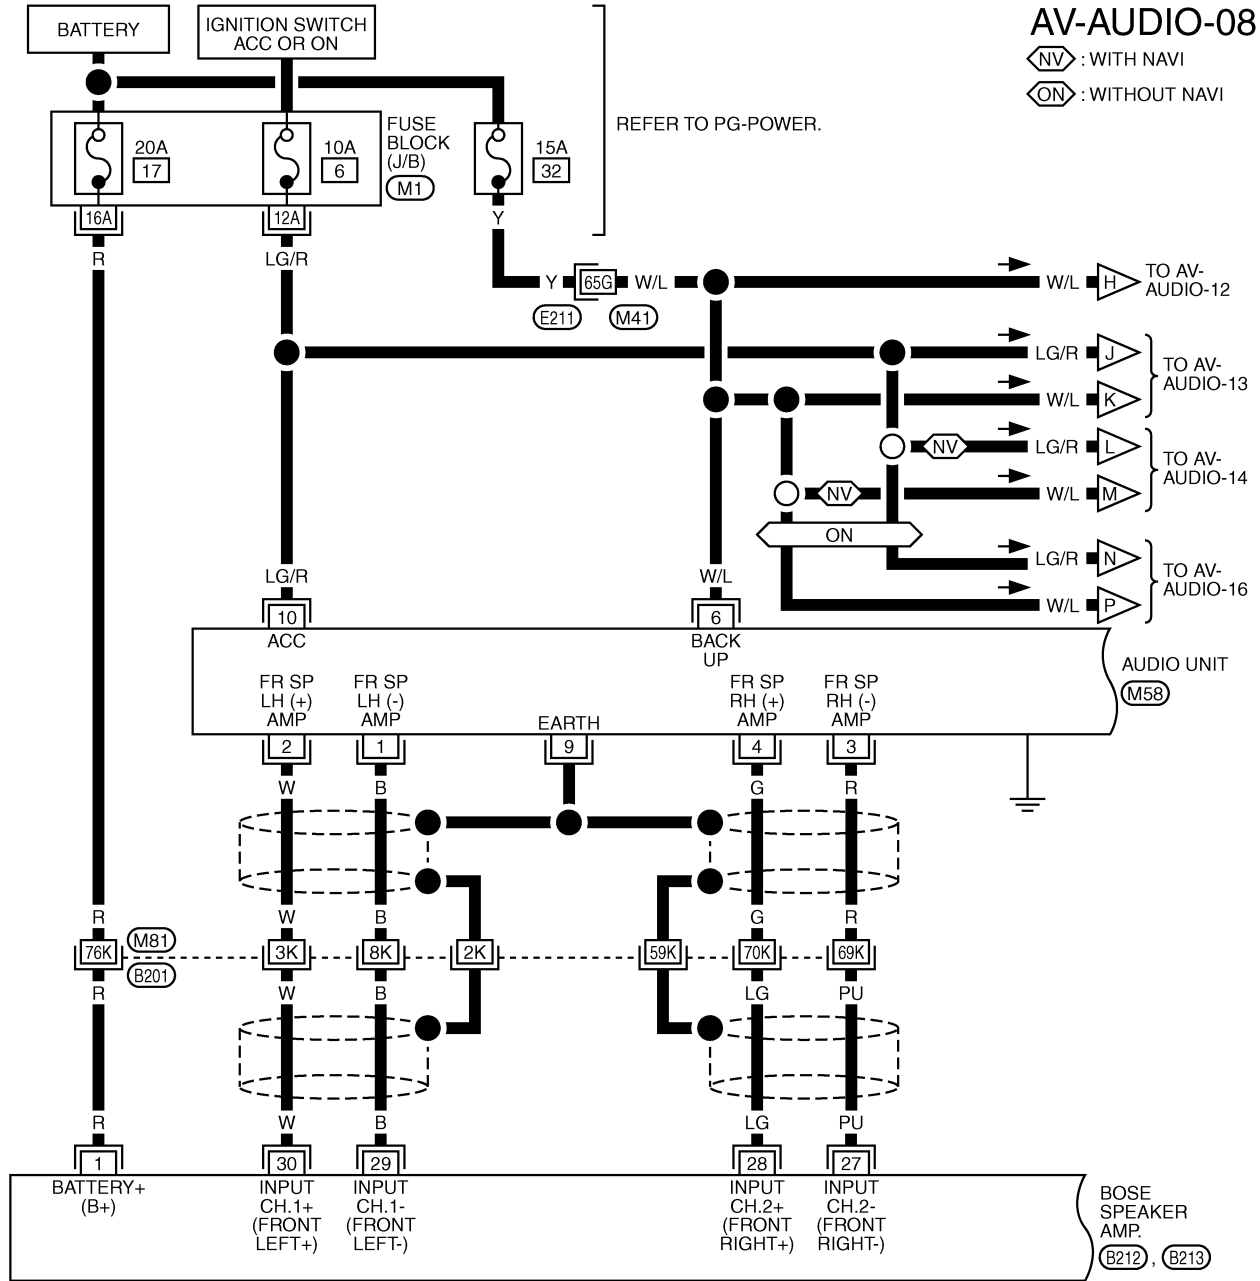 AV-AUDIO-08
NV : WITH NAVI
ON : WITHOUT NAVI
BATTERY
IGNITION SWITCH
ACC OR ON
REFER TO PG-POWER.
FUSE
BLOCK
(J/B)
M1
20A
17
10A
6
15A
32
16A
12A
R
LG/R
Y
Y
65G
W/L
E211
M41
W/L
H
TO AV-
AUDIO-12
LG/R
J
W/L
K
TO AV-
AUDIO-13
NV
LG/R
L
NV
W/L
M
TO AV-
AUDIO-14
ON
LG/R
N
W/L
P
TO AV-
AUDIO-16
LG/R
W/L
10
6
ACC
BACK
UP
AUDIO UNIT
M58
FR SP
LH (+)
AMP
FR SP
LH (-)
AMP
EARTH
FR SP
RH (+)
AMP
FR SP
RH (-)
AMP
2
1
9
4
3
W
B
G
R
R
W
B
G
R
76K
M81
B201
3K
8K
2K
59K
70K
69K
R
W
B
LG
PU
R
W
B
LG
PU
1
30
29
28
27
BATTERY+
(B+)
INPUT
CH.1+
(FRONT
LEFT+)
INPUT
CH.1-
(FRONT
LEFT-)
INPUT
CH.2+
(FRONT
RIGHT+)
INPUT
CH.2-
(FRONT
RIGHT-)
BOSE
SPEAKER
AMP.
B212 , B213